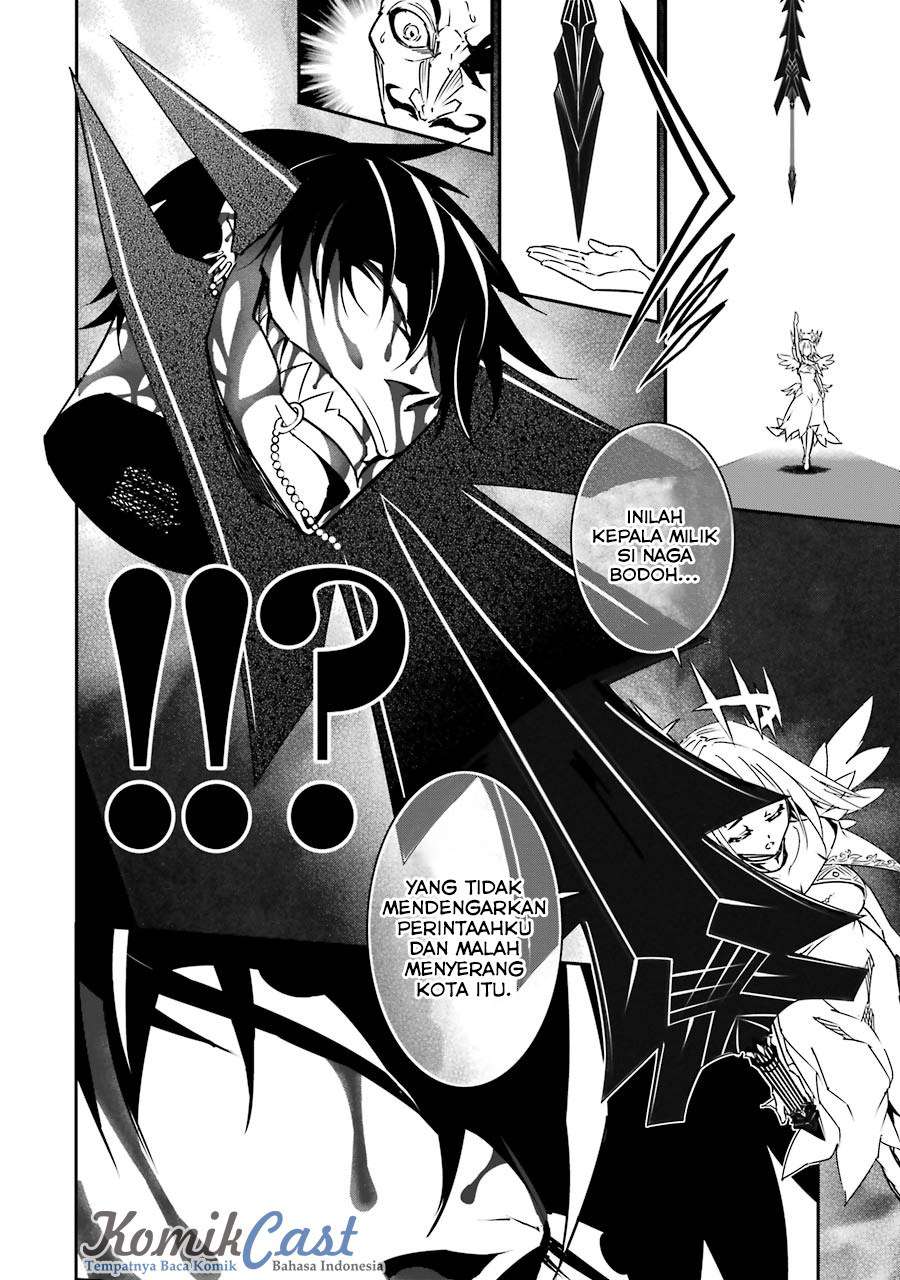 INILAH
KEPALA MILIK
SI NAGA
BODOH...
!!?
YANG TIDAK
MENDENGARKAN
PERINTAAHKU
DAN MALAH
MENYERANG
KOTA ITU.
KomikCast
Tempatnya Baca Komik Bahasa Indonesia